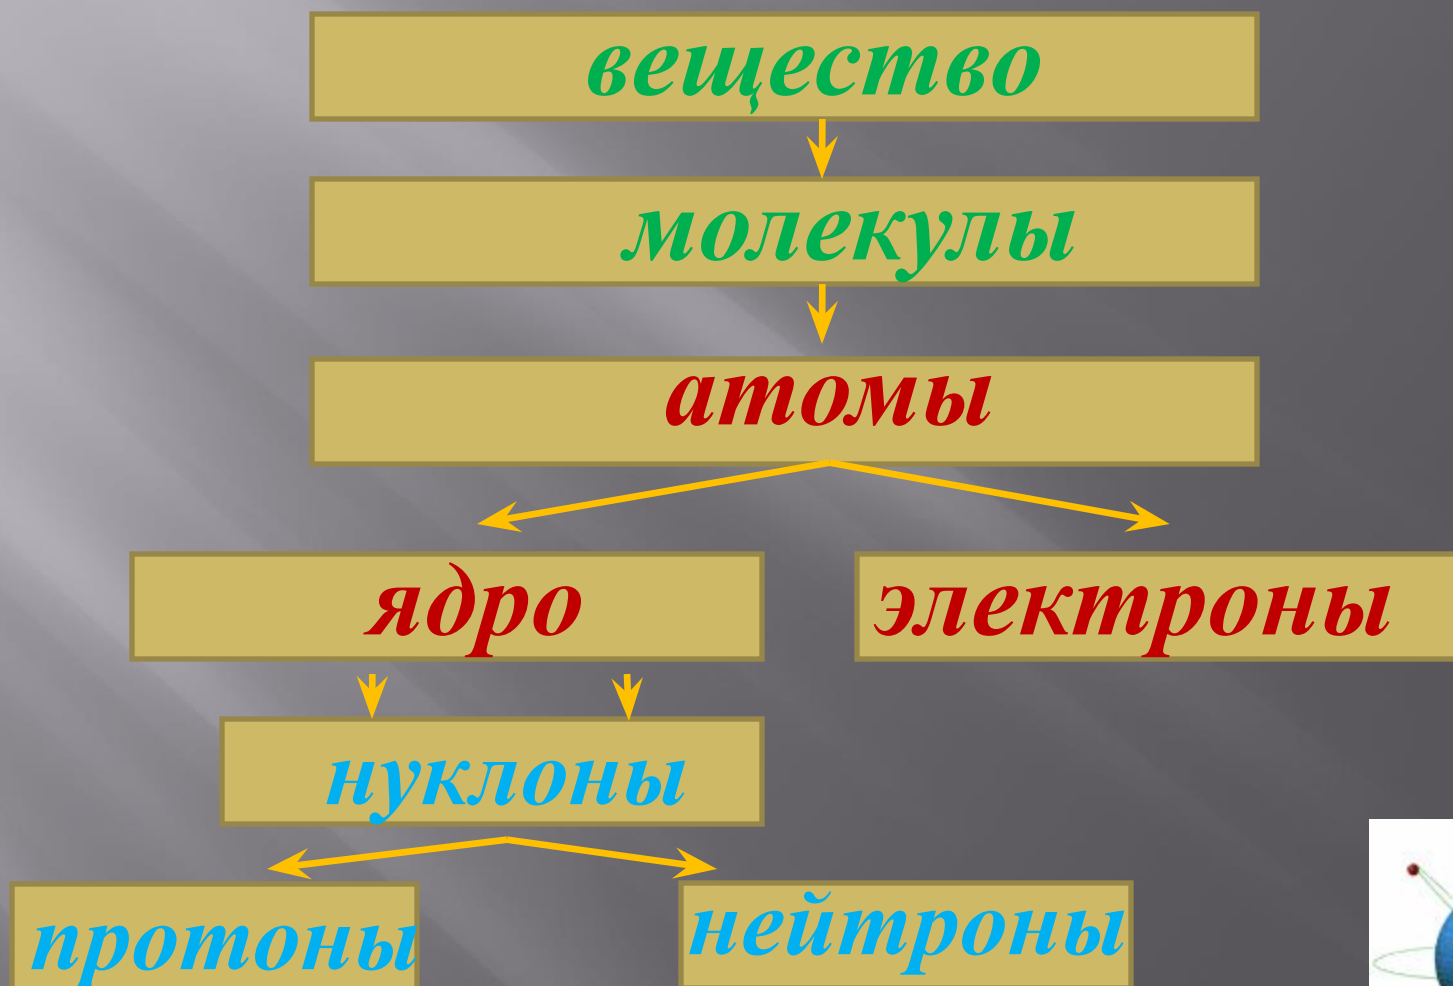 вещество
молекулы
атомы
ядро
электроны
нуклоны
протоны
нейтроны